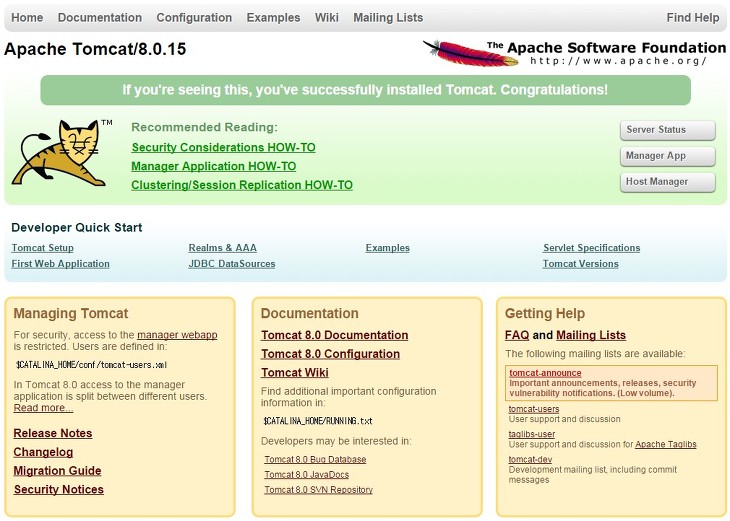 Home Documentation Configuration Examples Wiki Mailing Lists Find Help
Apache Tomcat/8.0.15
The Apache Software Foundation
http://www.apache.org/
If you're seeing this, you've successfully installed Tomcat. Congratulations!
TM
Recommended Reading:
Security Considerations HOW-TO
Manager Application HOW-TO
Clustering/Session Replication HOW-TO
Server Status
Manager App
Host Manager
Developer Quick Start
Tomcat Setup
First Web Application
Realms & AAA
JDBC DataSources
Examples
Servlet Specifications
Tomcat Versions
Managing Tomcat
For security, access to the manager webapp
is restricted. Users are defined in:
$CATALINA_HOME/conf/tomcat-users.xml
In Tomcat 8.0 access to the manager
application is split between different users.
Read more...
Release Notes
Changelog
Migration Guide
Security Notices
Documentation
Tomcat 8.0 Documentation
Tomcat 8.0 Configuration
Tomcat Wiki
Find additional important configuration
information in:
$CATALINA_HOME/RUNNING.txt
Developers may be interested in:
Tomcat 8.0 Bug Database
Tomcat 8.0 JavaDocs
Tomcat 8.0 SVN Repository
Getting Help
FAQ and Mailing Lists
The following mailing lists are available:
tomcat-announce
Important announcements, releases, security
vulnerability notifications. (Low volume).
tomcat-users
User support and discussion
taglibs-user
User support and discussion for Apache Taglibs
tomcat-dev
Development mailing list, including commit
messages